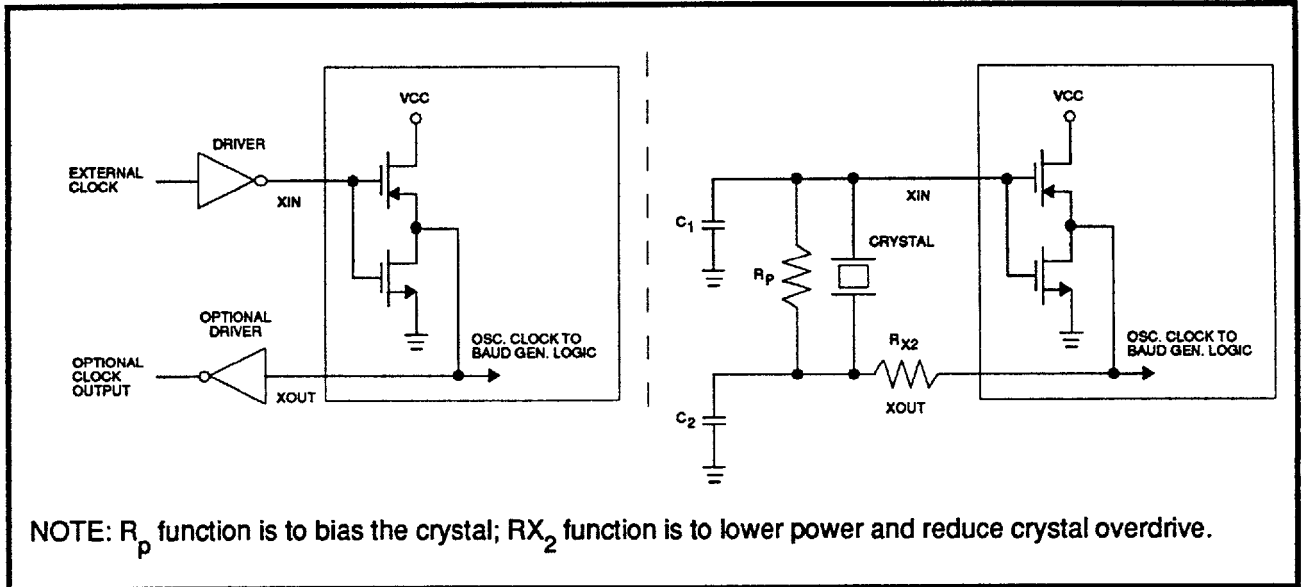 VCC
DRIVER
EXTERNAL
CLOCK
XIN
OPTIONAL
DRIVER
OPTIONAL
CLOCK
OUTPUT
XOUT
OSC. CLOCK TO
BAUD GEN. LOGIC
VCC
XIN
C1
CRYSTAL
Rp
RX2
OSC. CLOCK TO
BAUD GEN. LOGIC
XOUT
C2
NOTE: Rp function is to bias the crystal; RX2 function is to lower power and reduce crystal overdrive.